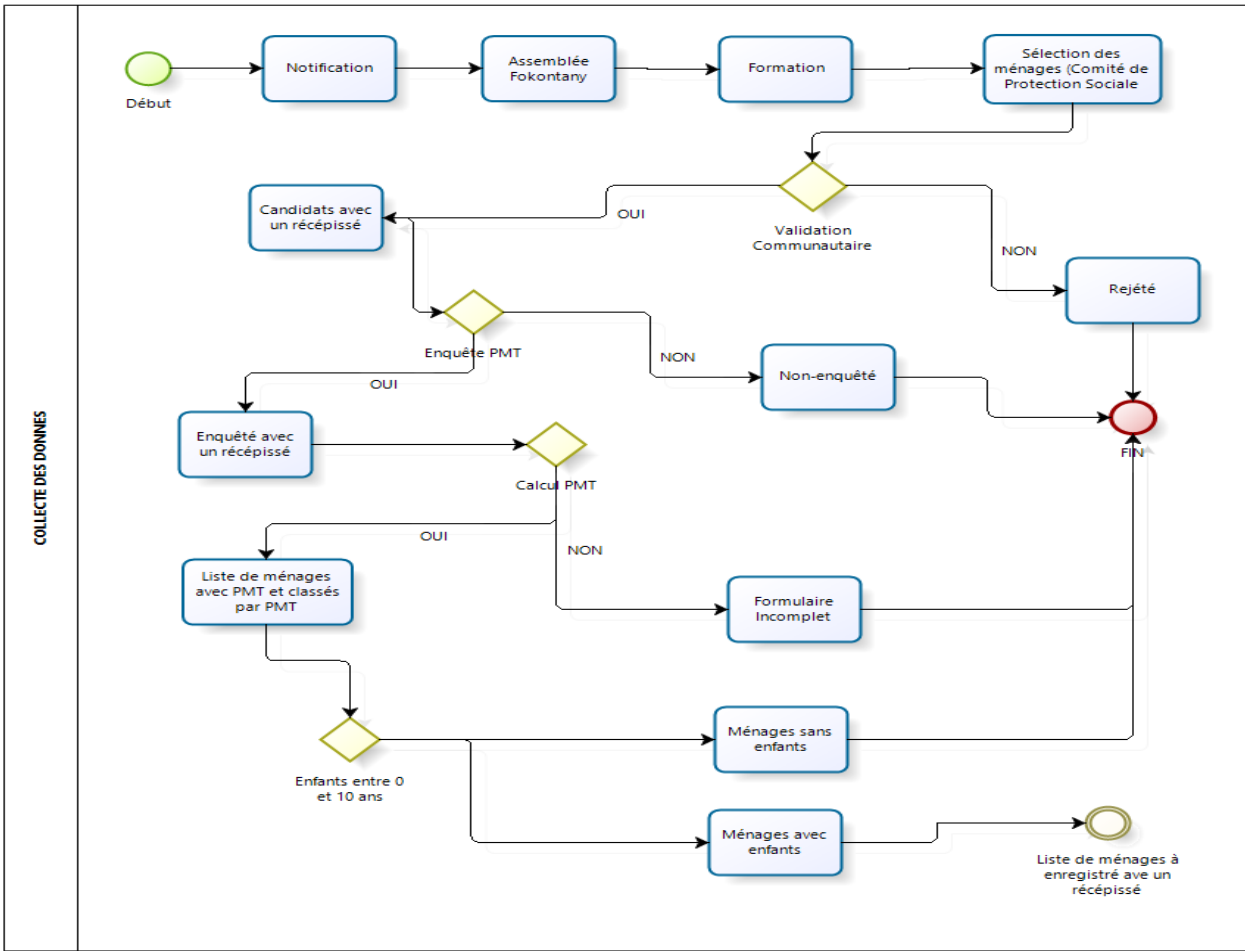 COLLECTE DES DONNES
Début
Notification
Assemblée
Fokontany
Formation
Sélection des
ménages (Comité de
Protection Sociale
Validation
Communautaire
OUI
NON
Candidats avec
un récépissé
Rejété
Enquête PMT
NON
OUI
Non-enquêté
FIN
Enquêté avec
un récépissé
Calcul PMT
OUI
NON
Liste de ménages
avec PMT et classés
par PMT
Formulaire
Incomplet
Enfants entre 0
et 10 ans
Ménages sans
enfants
Ménages avec
enfants
Liste de ménages à
enregistré ave un
récépissé